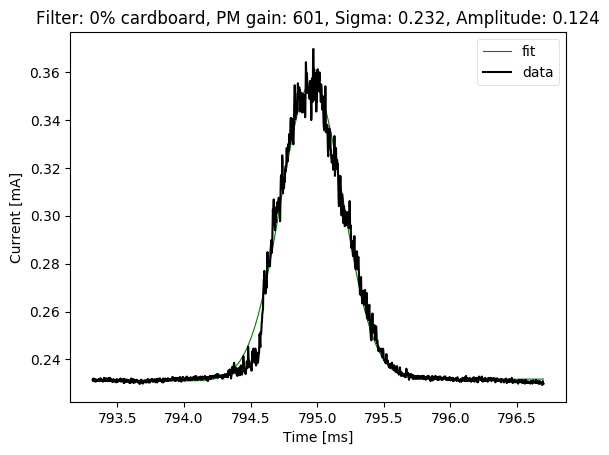 Filter: 0% cardboard, PM gain: 601, Sigma: 0.232, Amplitude: 0.124
fit
data
0.36
0.34
0.32
0.30
0.28
0.26
0.24
Current [mA]
793.5 794.0 794.5 795.0 795.5 796.0 796.5
Time [ms]